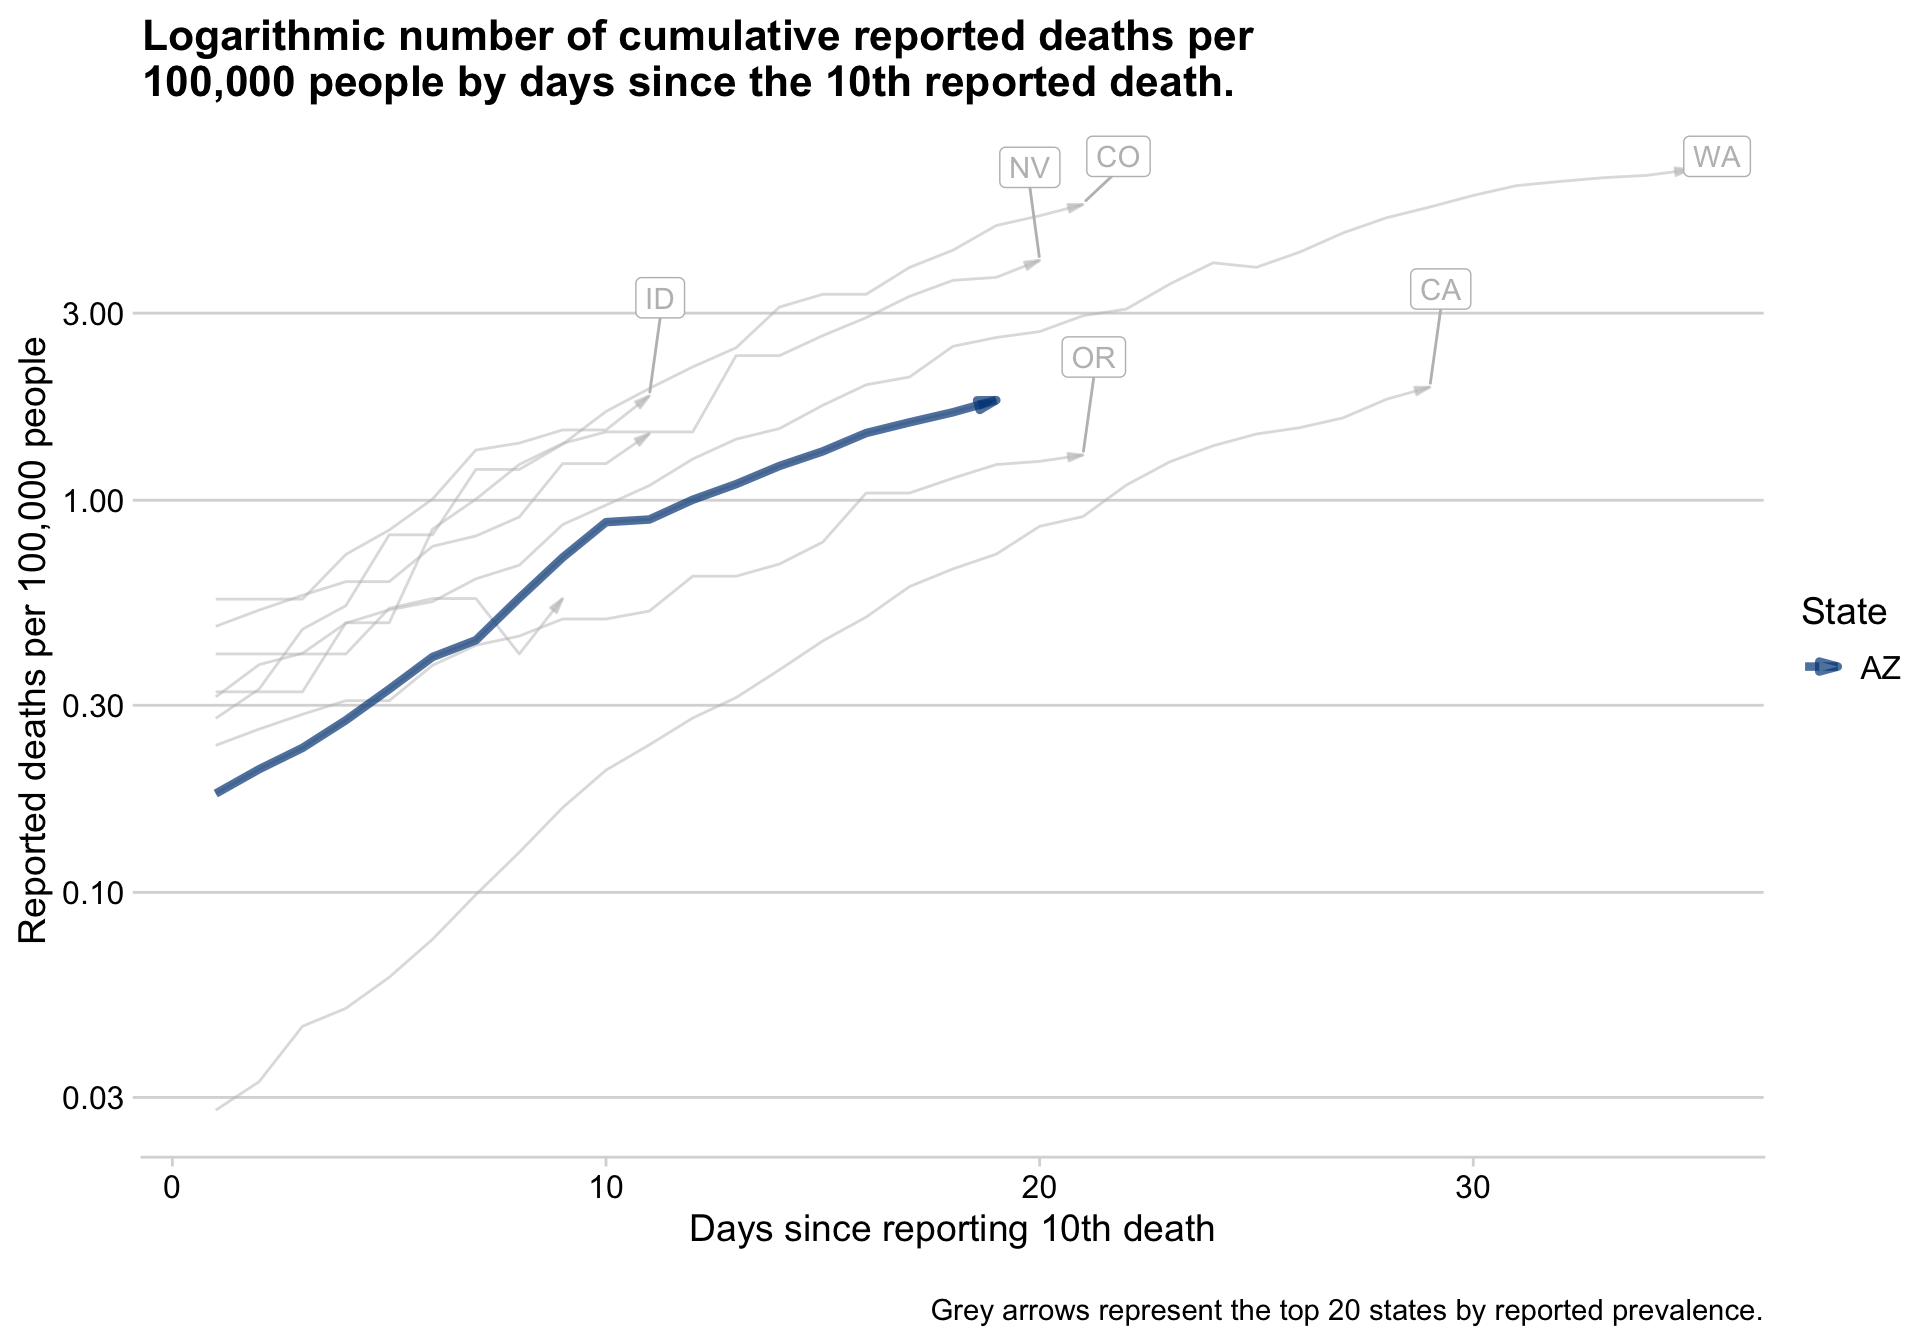 Logarithmic number of cumulative reported deaths per
100,000 people by days since the 10th reported death.
NV
CO
WA
ID
CA
OR
3.00
1.00
0.30
0.10
0.03
Reported deaths per 100,000 people
0
10
20
30
Days since reporting 10th death
State
AZ
Grey arrows represent the top 20 states by reported prevalence.